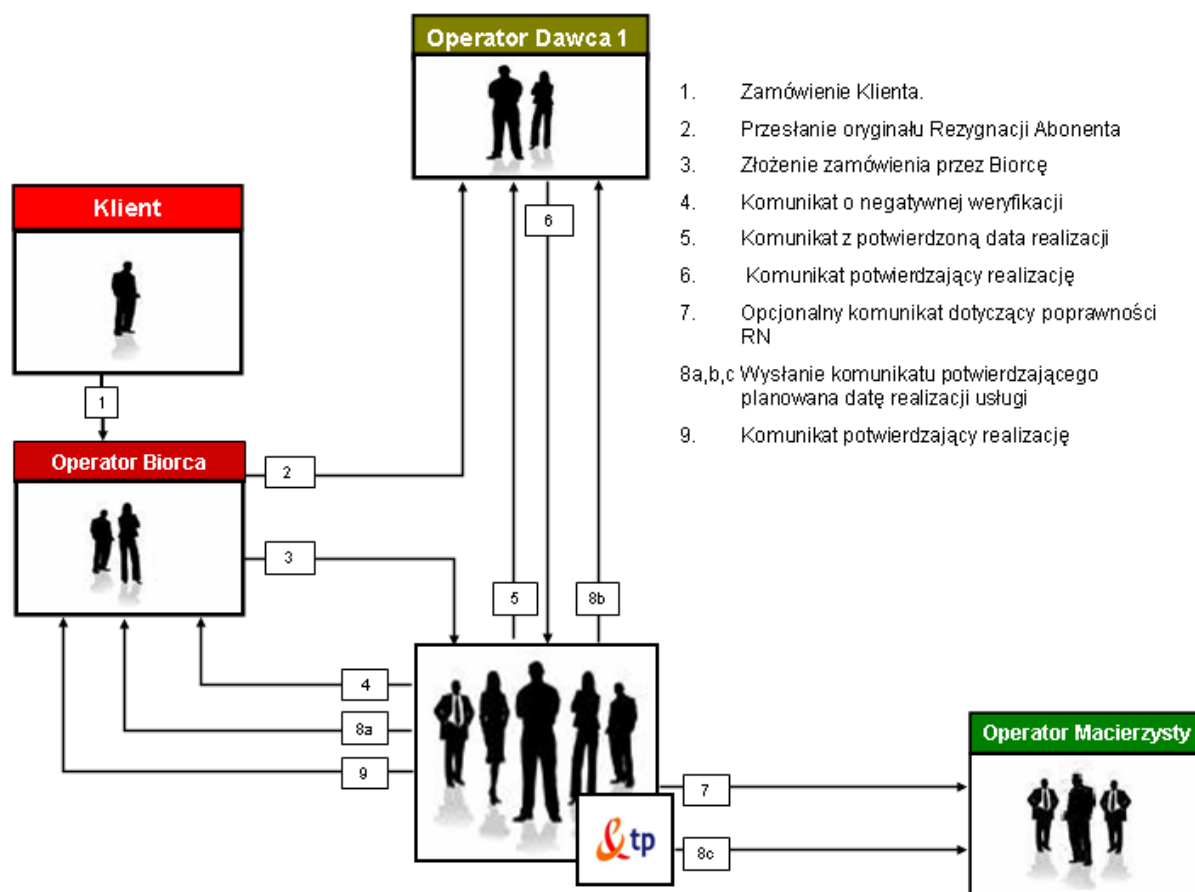 Operator Dawca 1
1. Zamówienie Klienta.
2. Przesłanie oryginału Rezygnacji Abonenta
3. Złożenie zamówienia przez Biorcę
4. Komunikat o negatywnej weryfikacji
5. Komunikat z potwierdzoną data realizacji
6. Komunikat potwierdzający realizację
7. Opcjonalny komunikat dotyczący poprawności
RN
8a,b,c Wysłanie komunikatu potwierdzającego
planowana datę realizacji usługi
9. Komunikat potwierdzający realizację
Klient
6
1
Operator Biorca
2
3
5
8b
4
8a
9
Operator Macierzysty
7
tp
8c